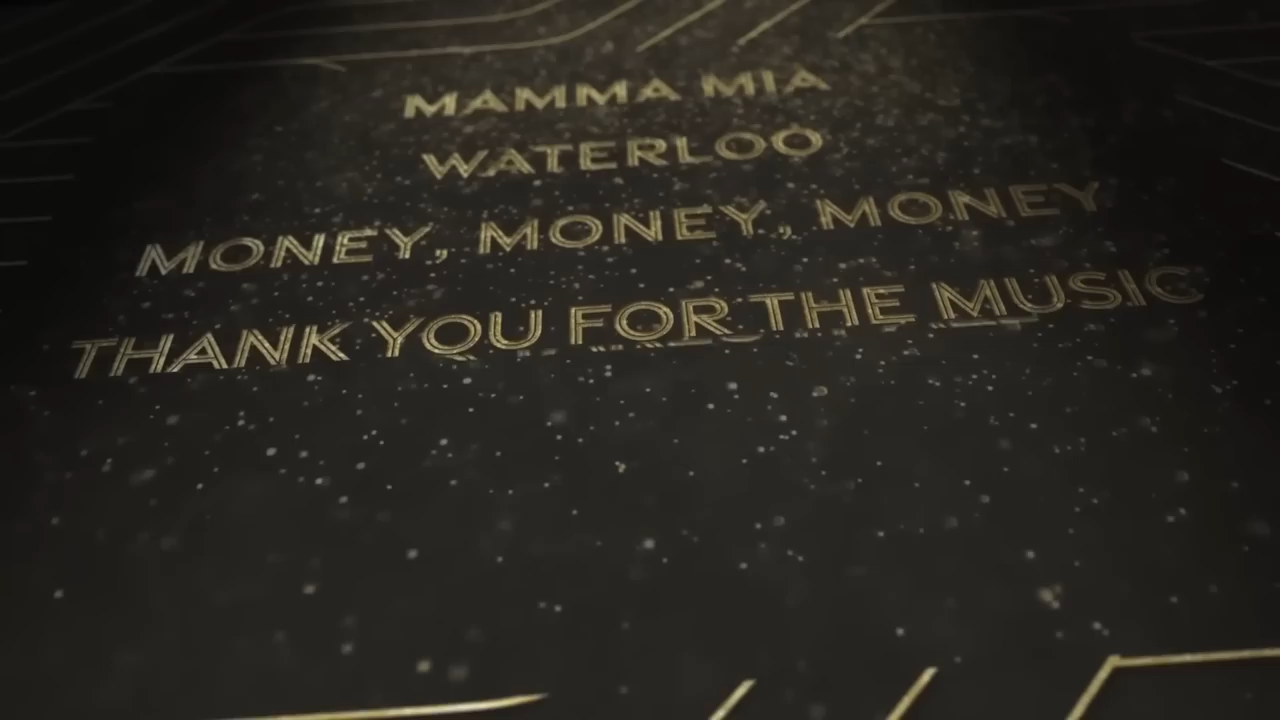 MAMMA MIA
WATERLOO
MONEY, MONEY, MONEY
THANK YOU FOR THE MUSIC